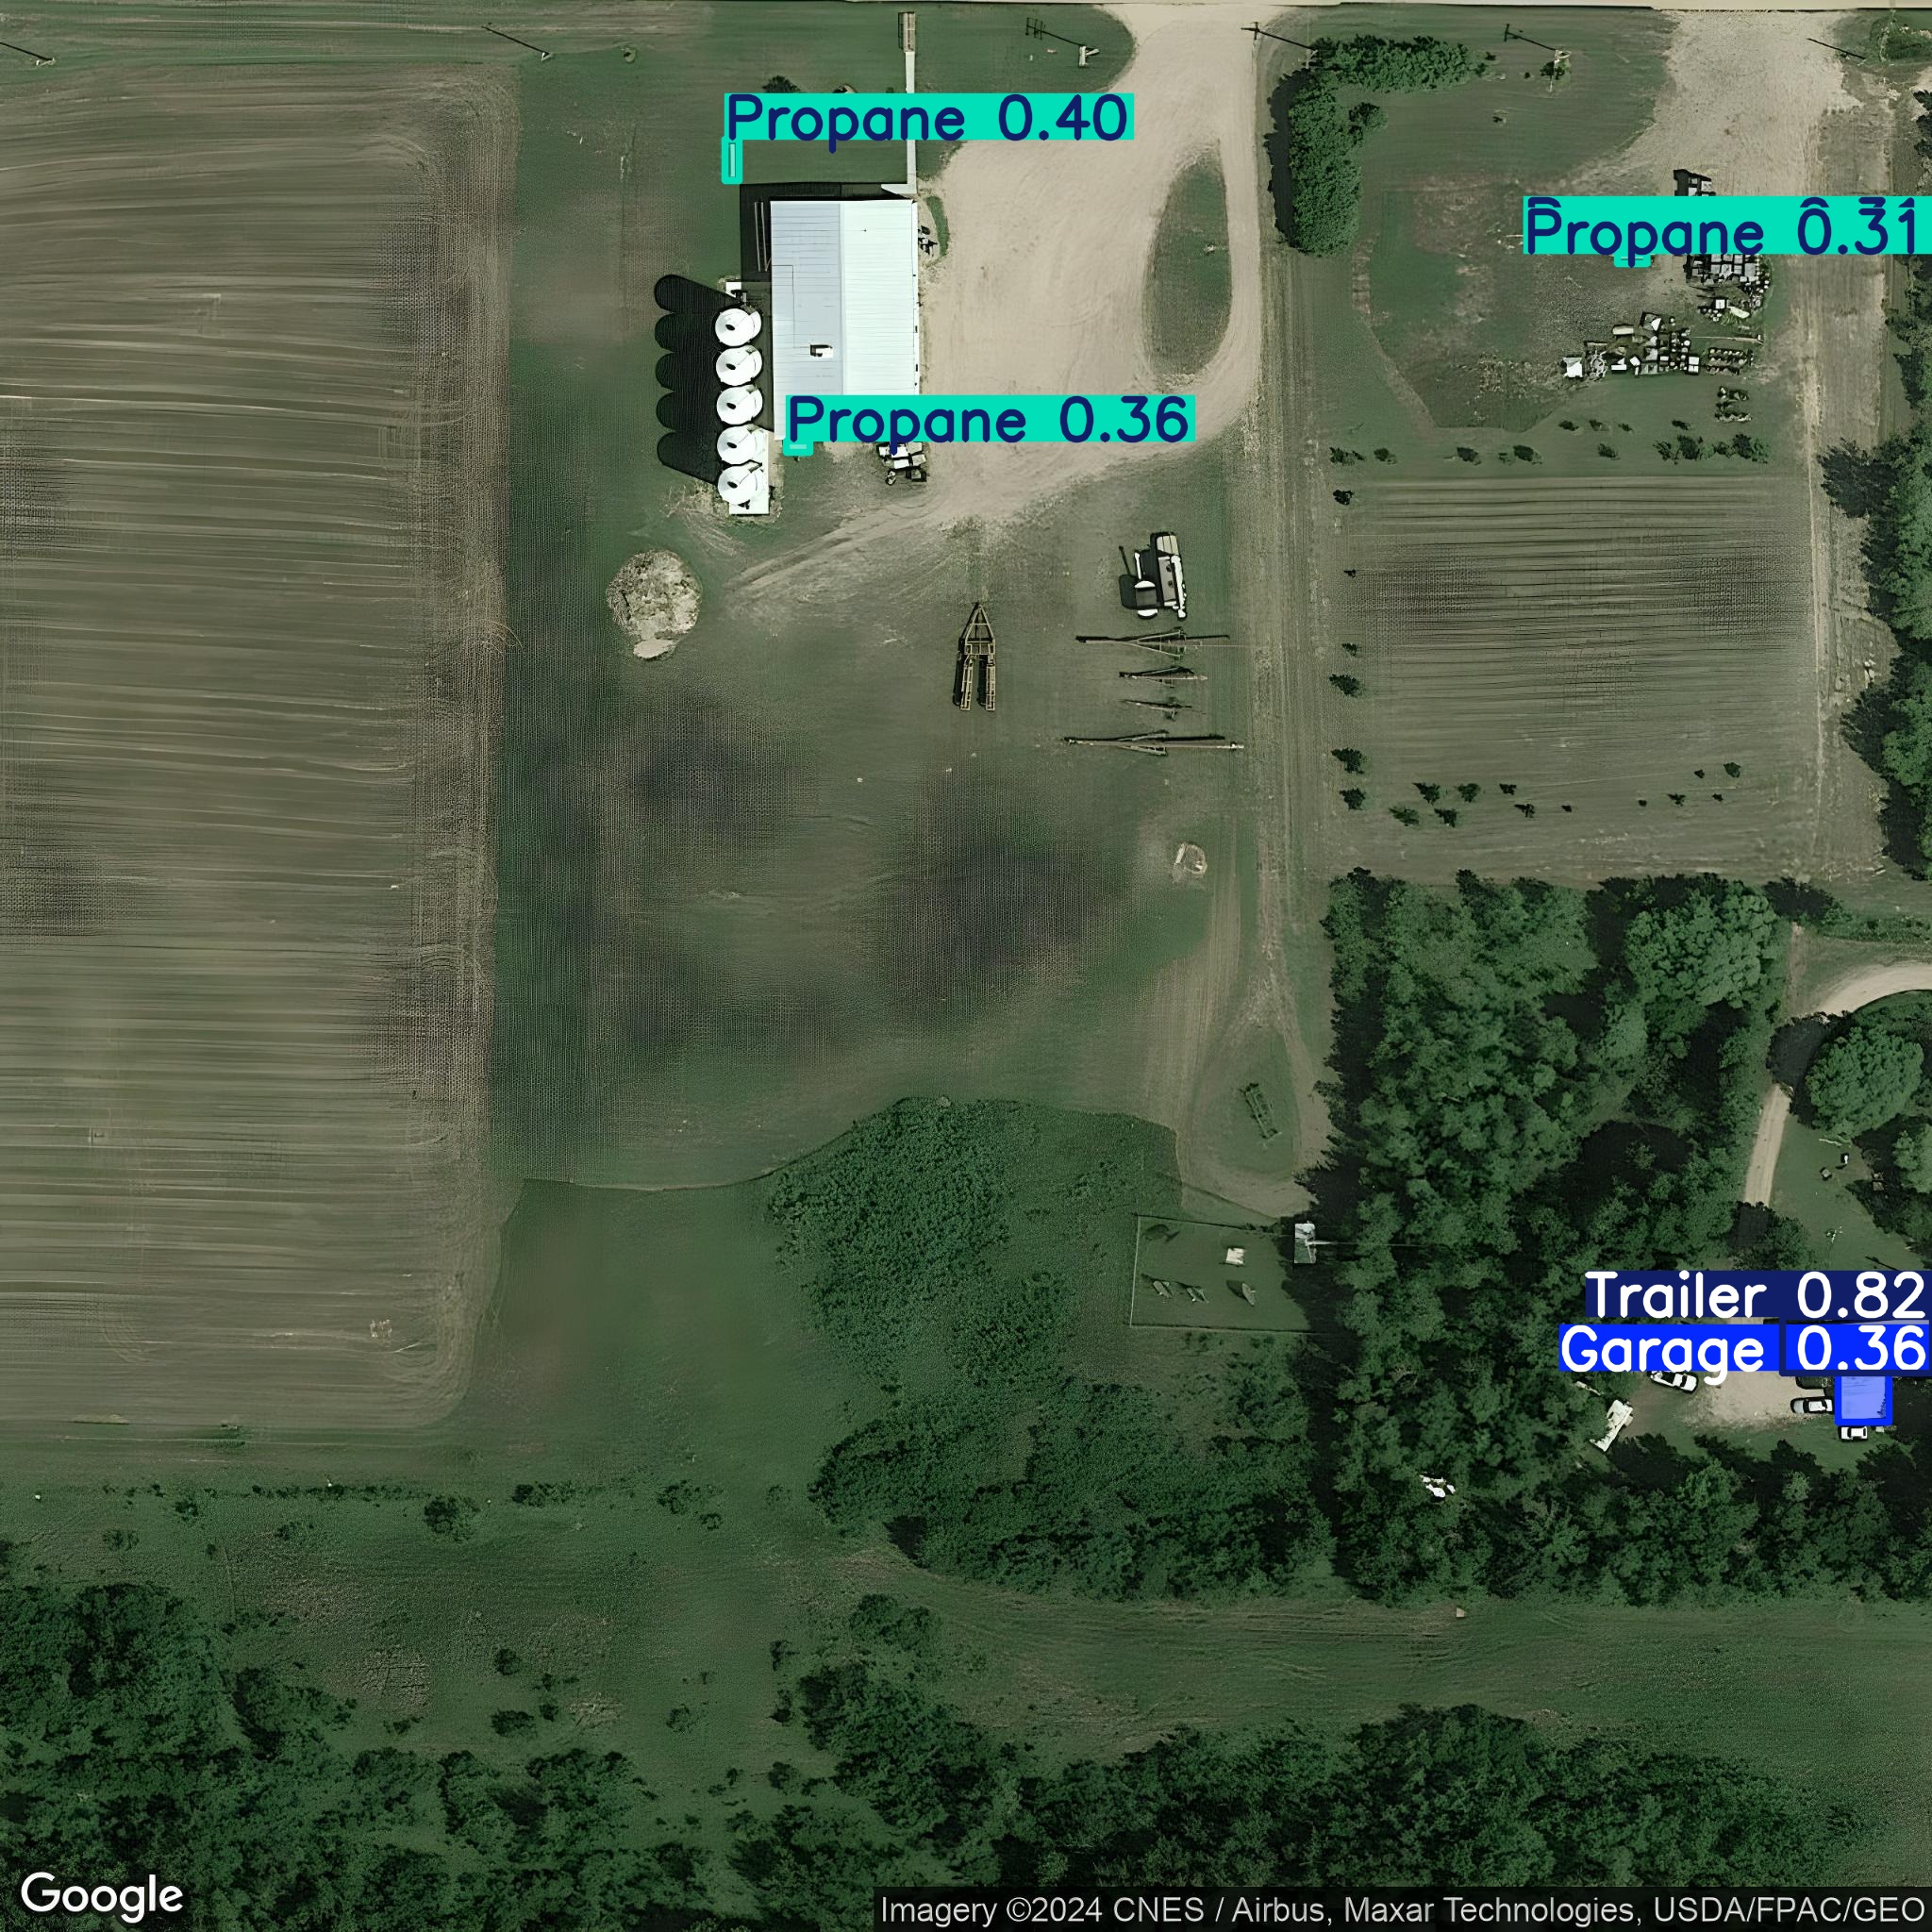 Propane 0.40
Propane 0.31
Propane 0.36
Trailer 0.82
Garage 0.36
Google
Imagery ©2024 CNES / Airbus, Maxar Technologies, USDA/FPAC/GEO